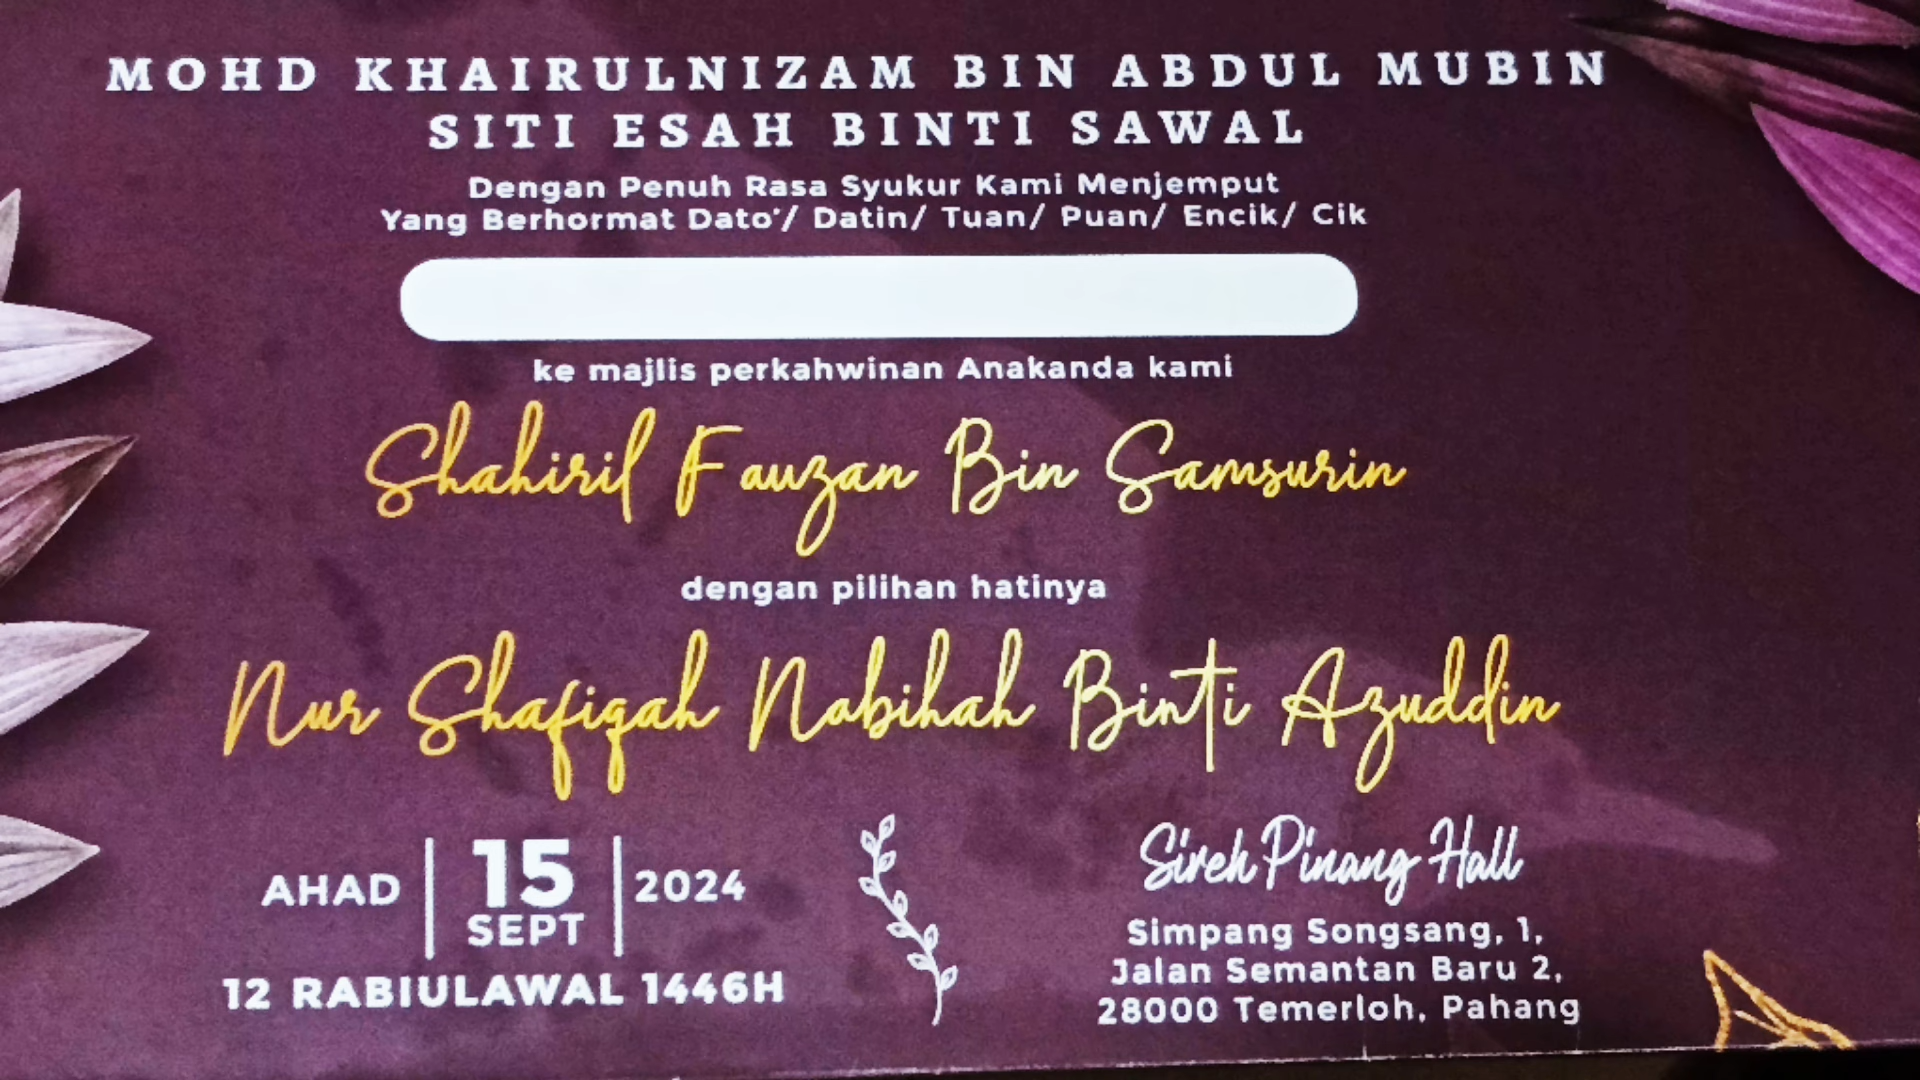 MOHD KHAIRULNIZAM BIN ABDUL MUBIN
SITI ESAH BINTI SAWAL
Dengan Penuh Rasa Syukur Kami Menjemput
Yang Berhormat Dato'/ Datin/ Tuan/ Puan/ Encik/ Cik
ke majlis perkahwinan Anakanda kami
Shahiril Fauzan Bin Samsurin
dengan pilihan hatinya
Nur Shafiqah Nabihah Binti Azuddin
AHAD
15
SEPT
2024
12 RABIULAWAL 1446H
Sireh Pinang Hall
Simpang Songsang, 1,
Jalan Semantan Baru 2,
28000 Temerloh, Pahang